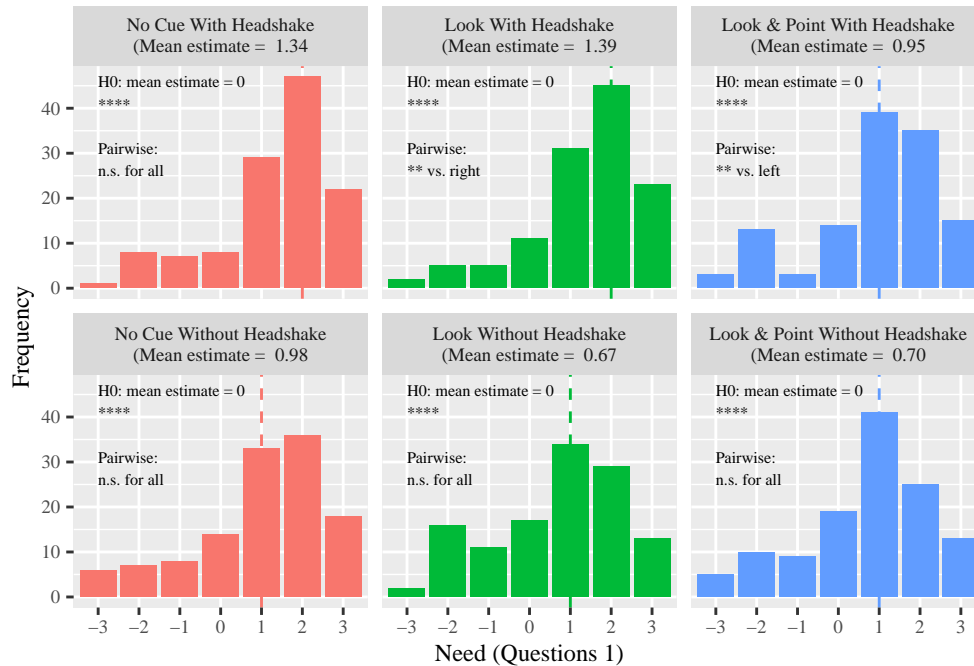 No Cue With Headshake
(Mean estimate =  1.34
Look With Headshake
(Mean estimate =  1.39
Look & Point With Headshake
(Mean estimate =  0.95
H0: mean estimate = 0
****
Pairwise:
n.s. for all
H0: mean estimate = 0
****
Pairwise:
** vs. right
H0: mean estimate = 0
****
Pairwise:
** vs. left
40
30
20
10
0
No Cue Without Headshake
(Mean estimate =  0.98
Look Without Headshake
(Mean estimate =  0.67
Look & Point Without Headshake
(Mean estimate =  0.70
H0: mean estimate = 0
****
Pairwise:
n.s. for all
H0: mean estimate = 0
****
Pairwise:
n.s. for all
H0: mean estimate = 0
****
Pairwise:
n.s. for all
40
30
20
10
0
Frequency
−3 −2 −1 0 1 2 3
−3 −2 −1 0 1 2 3
−3 −2 −1 0 1 2 3
Need (Questions 1)